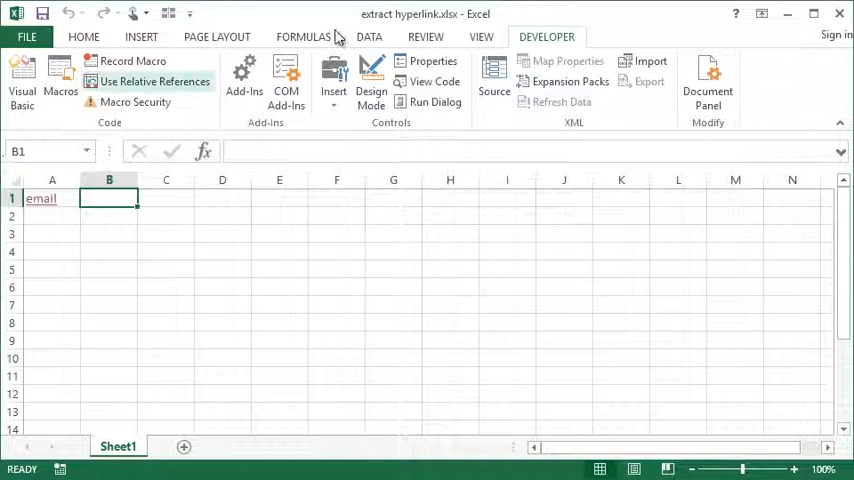 extract hyperlink.xlsx - Excel
FILE HOME INSERT PAGE LAYOUT FORMULAS DATA REVIEW VIEW DEVELOPER Sign in
Visual Basic
Macros
Record Macro
Use Relative References
Macro Security
Code
Add-Ins
COM Add-Ins
Add-Ins
Insert
Design Mode
Properties
View Code
Run Dialog
Controls
Source
Map Properties
Expansion Packs
Refresh Data
Import
Export
XML
Document Panel
Modify
B1
A B C D E F G H I J K L M N
1 email
2
3
4
5
6
7
8
9
10
11
12
13
14
Sheet1
READY 100%